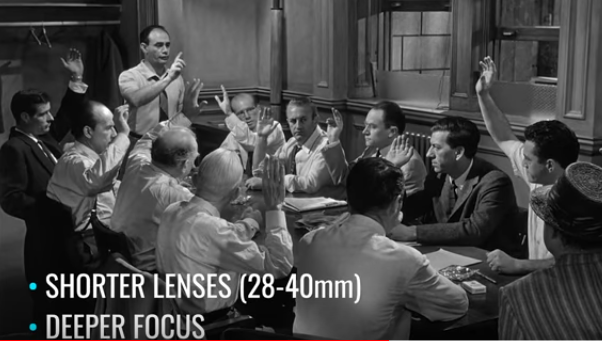 • SHORTER LENSES (28-40mm)
• DEEPER FOCUS